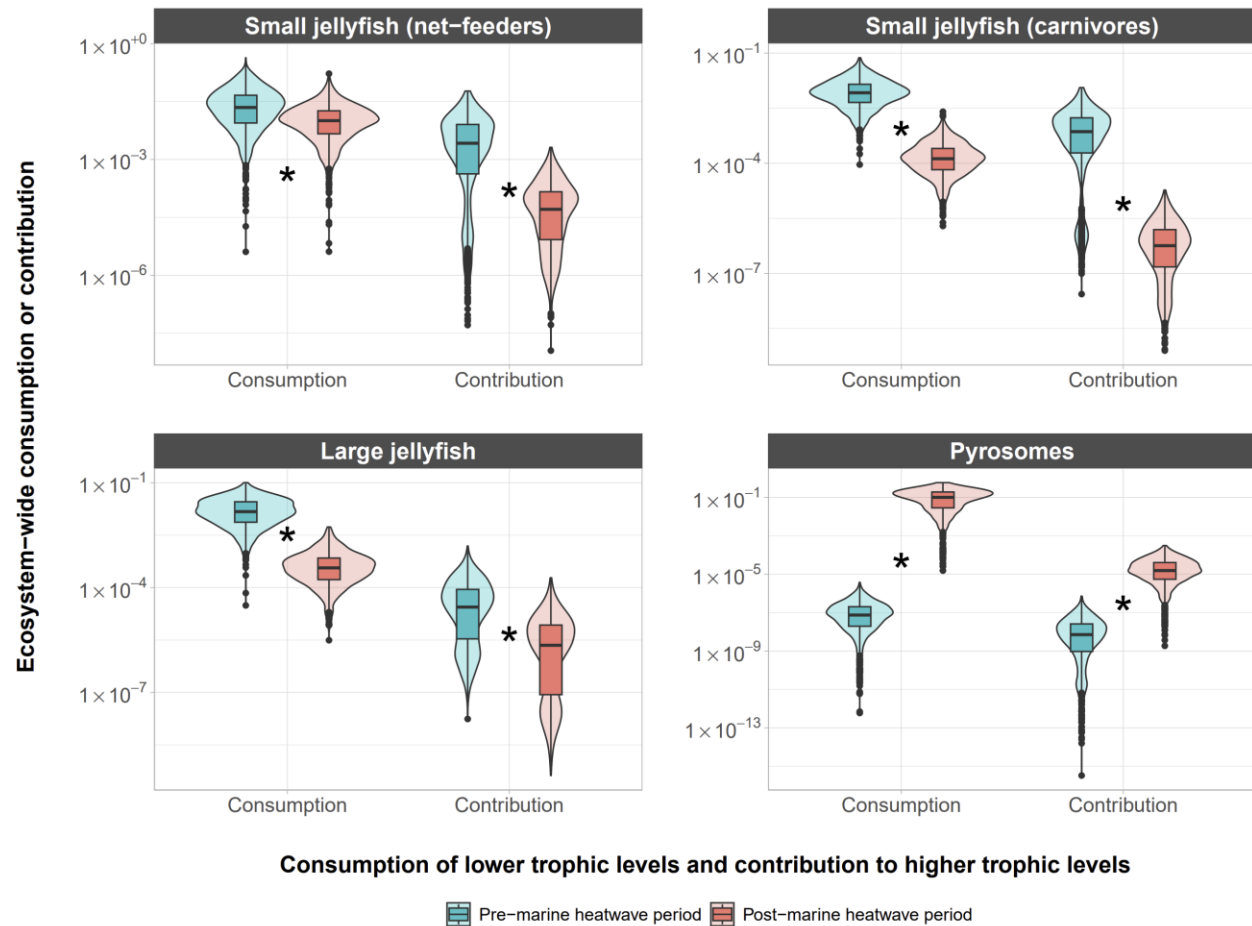 Small jellyfish (net−feeders)
Small jellyfish (carnivores)
1×10⁺⁰
1×10⁻³
1×10⁻⁶
1×10⁻¹
1×10⁻⁴
1×10⁻⁷
*
*
*
*
Consumption
Contribution
Consumption
Contribution
Ecosystem−wide consumption or contribution
Large jellyfish
Pyrosomes
1×10⁻¹
1×10⁻⁴
1×10⁻⁷
1×10⁻¹
1×10⁻⁵
1×10⁻⁹
1×10⁻¹³
*
*
*
*
Consumption
Contribution
Consumption
Contribution
Consumption of lower trophic levels and contribution to higher trophic levels
Pre−marine heatwave period
Post−marine heatwave period